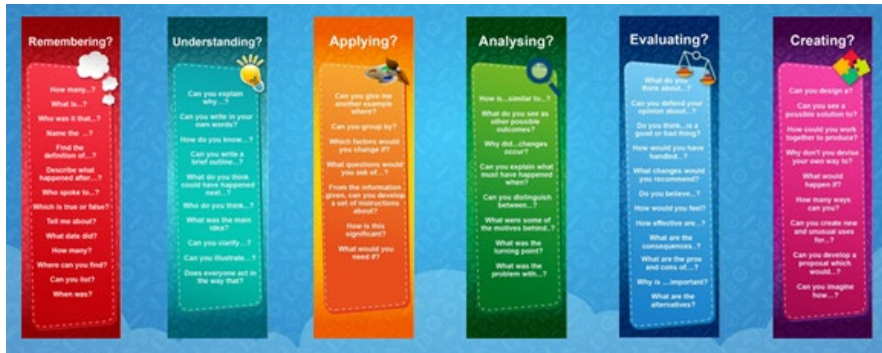 Remembering?
How many...?
What is...?
Who was it that...?
Name the ...?
Find the
definition of...?
Describe what
happened after...?
Who spoke to...?
Which is true or false?
Tell me about?
What date did?
How many?
Where can you find?
Can you list?
When was?
Understanding?
Can you explain
why...?
Can you write in your
own words?
How do you know...?
Can you write a
brief outline...?
What do you think
could have happened
next...?
Who do you think...?
What was the main
idea?
Can you clarify...?
Can you illustrate...?
Does everyone act in
the way that?
Applying?
Can you give me
another example
where?
Can you group by?
Which factors would
you change if?
What questions would
you ask of...?
From the information
given, can you develop
a set of instructions
about?
How is this
significant?
What would you
need if?
Analysing?
How is...similar to...?
What do you see as
other possible
outcomes?
Why did...changes
occur?
Can you explain what
must have happened
when?
Can you distinguish
between...?
What were some of
the motives behind..?
What was the
turning point?
What was the
problem with...?
Evaluating?
What do you
think about...?
Can you defend your
opinion about...?
Do you think...is a
good or bad thing?
How would you have
handled...?
What changes would
you recommend?
Do you believe...?
How would you feel?
How effective are...?
What are the
consequences..?
What are the pros
and cons of....?
Why is ....important?
What are the
alternatives?
Creating?
Can you design a?
Can you see a
possible solution to?
How could you work
together to produce?
Why don't you devise
your own way to?
What would
happen if?
How many ways
can you?
Can you create new
and unusual uses
for...?
Can you develop a
proposal which
would...?
Can you imagine
how...?